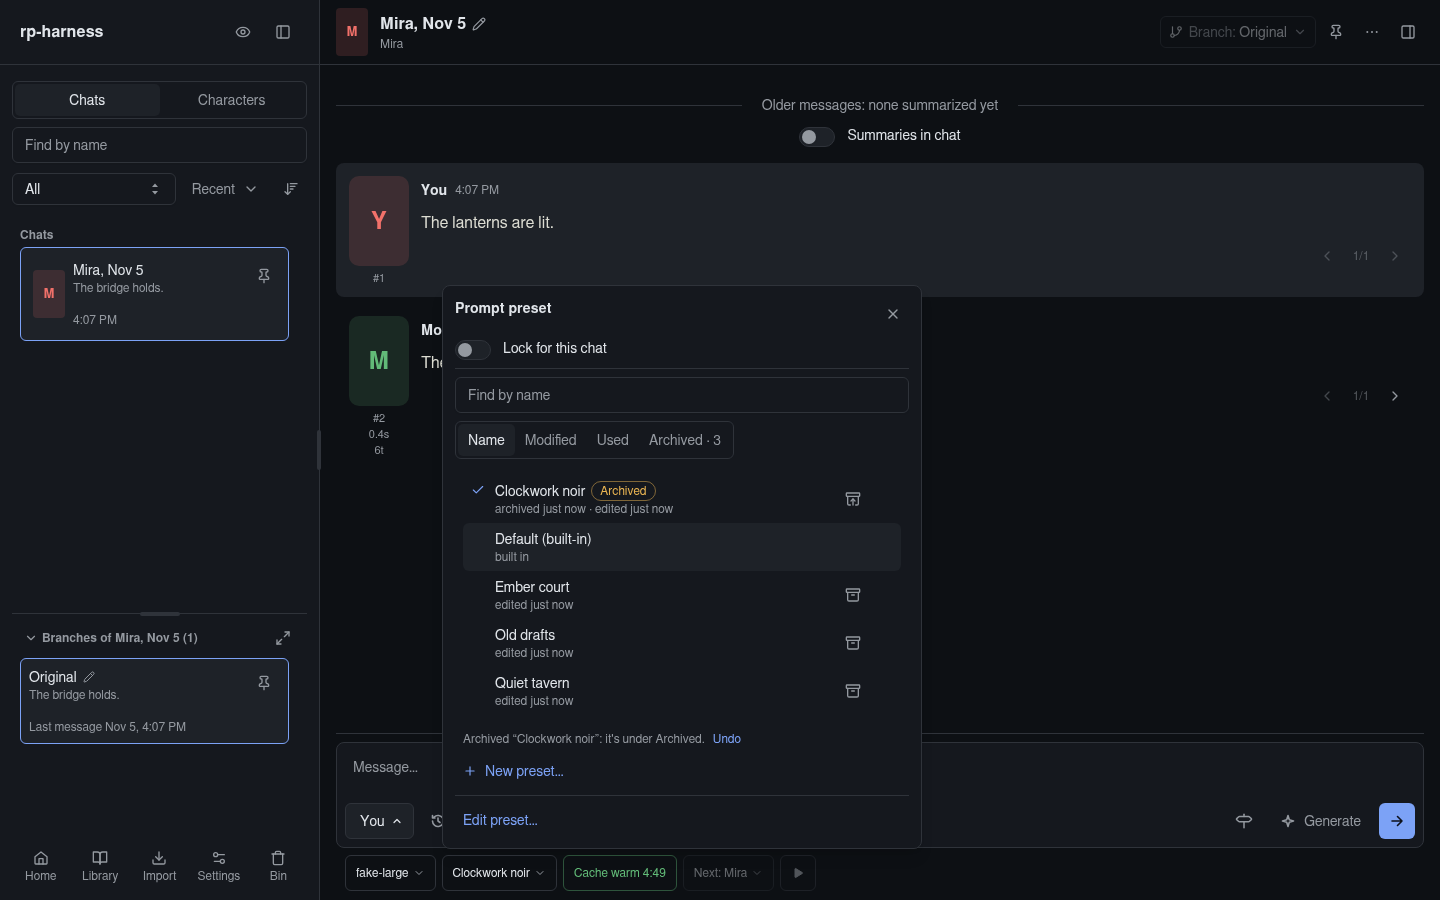 rp-harness
Chats
Characters
Find by name
All
Recent
Chats
M
Mira, Nov 5
The bridge holds.
4:07 PM
Branches of Mira, Nov 5 (1)
Original
The bridge holds.
Last message Nov 5, 4:07 PM
Home
Library
Import
Settings
Bin
M
Mira, Nov 5
Mira
Branch: Original
Older messages: none summarized yet
Summaries in chat
Y
You 4:07 PM
The lanterns are lit.
#1
1/1
M
Mo
The
#2
0.4s
6t
1/1
Prompt preset
Lock for this chat
Find by name
Name
Modified
Used
Archived · 3
Clockwork noir Archived
archived just now · edited just now
Default (built-in)
built in
Ember court
edited just now
Old drafts
edited just now
Quiet tavern
edited just now
Archived “Clockwork noir”: it's under Archived. Undo
New preset...
Edit preset...
Message...
You
Generate
fake-large
Clockwork noir
Cache warm 4:49
Next: Mira